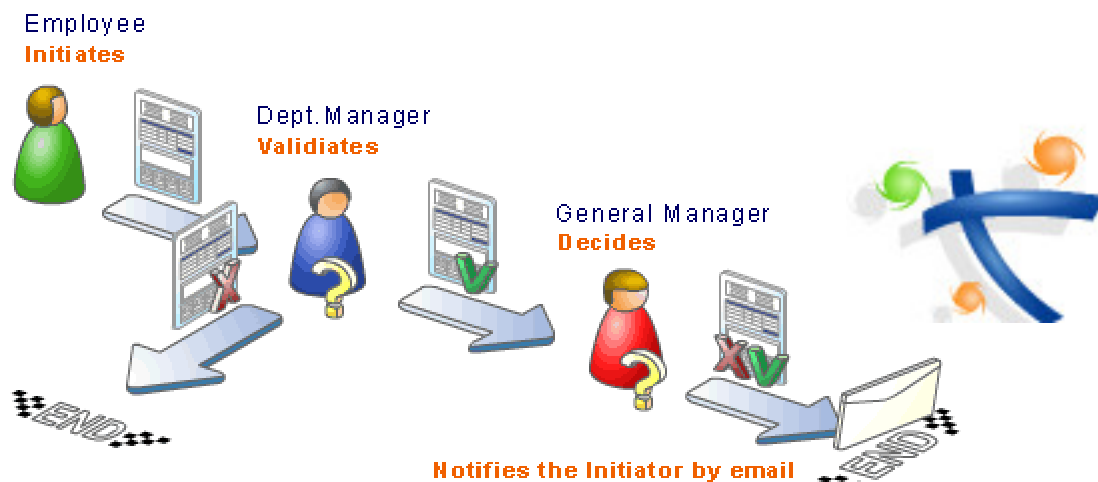 Employee
Initiates
Dept.Manager
Validiates
General Manager
Decides
END
Notifies the Initiator by email
END